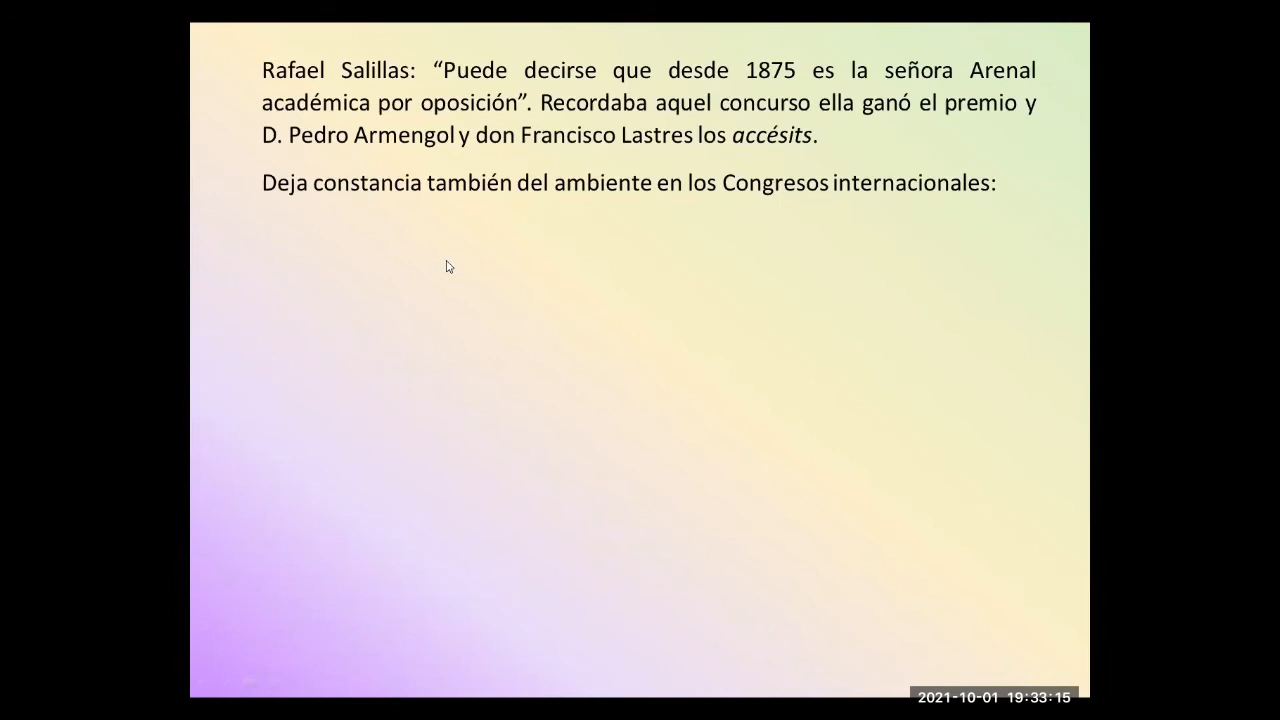 Rafael Salillas: “Puede decirse que desde 1875 es la señora Arenal
académica por oposición”. Recordaba aquel concurso ella ganó el premio y
D. Pedro Armengol y don Francisco Lastres los accésits.
Deja constancia también del ambiente en los Congresos internacionales:
2021-10-01 19:33:15